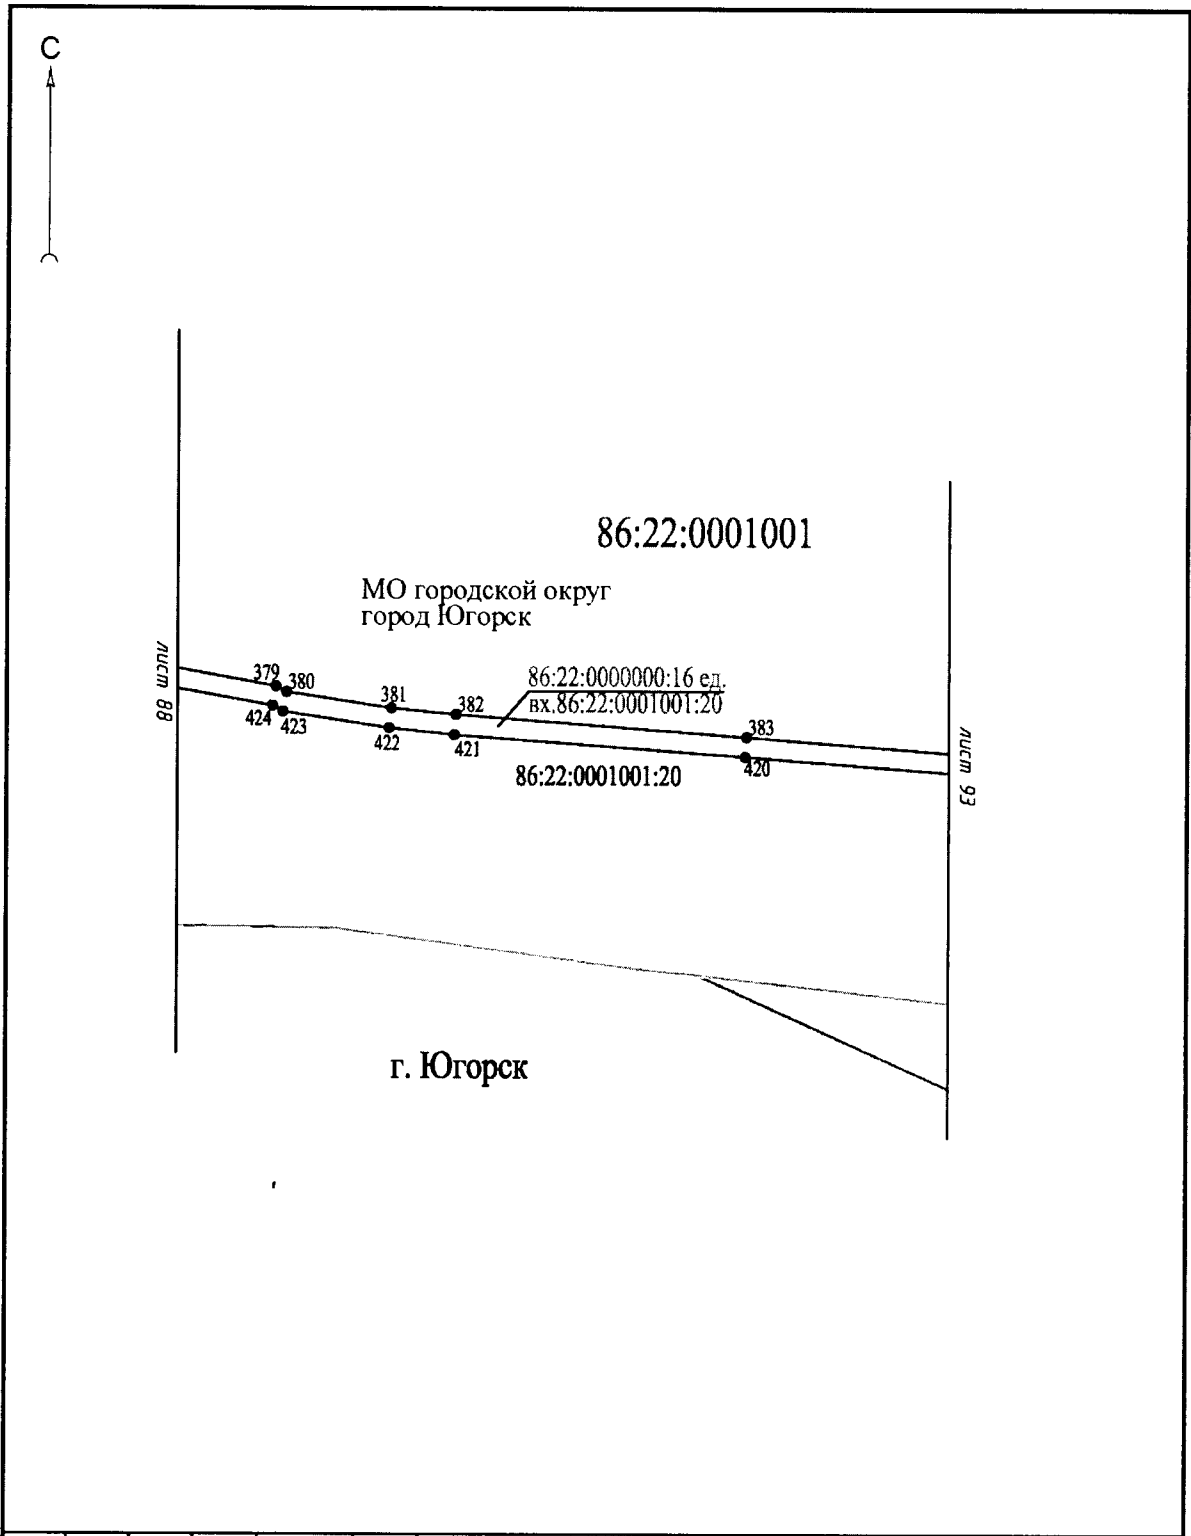 С
86:22:0001001
МО городской округ
город Югорск
лист 88
379
380
381
382
383
86:22:0000000:16 ед.
вх.86:22:0001001:20
424
423
422
421
420
86:22:0001001:20
лист 93
г. Югорск